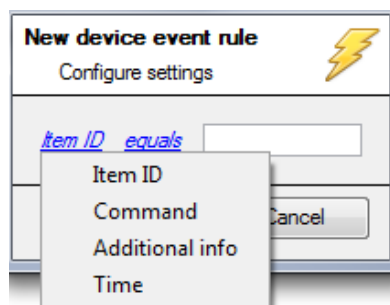 New device event rule
Configure settings
Item ID equals
Item ID
Command
Additional info
Time
Cancel